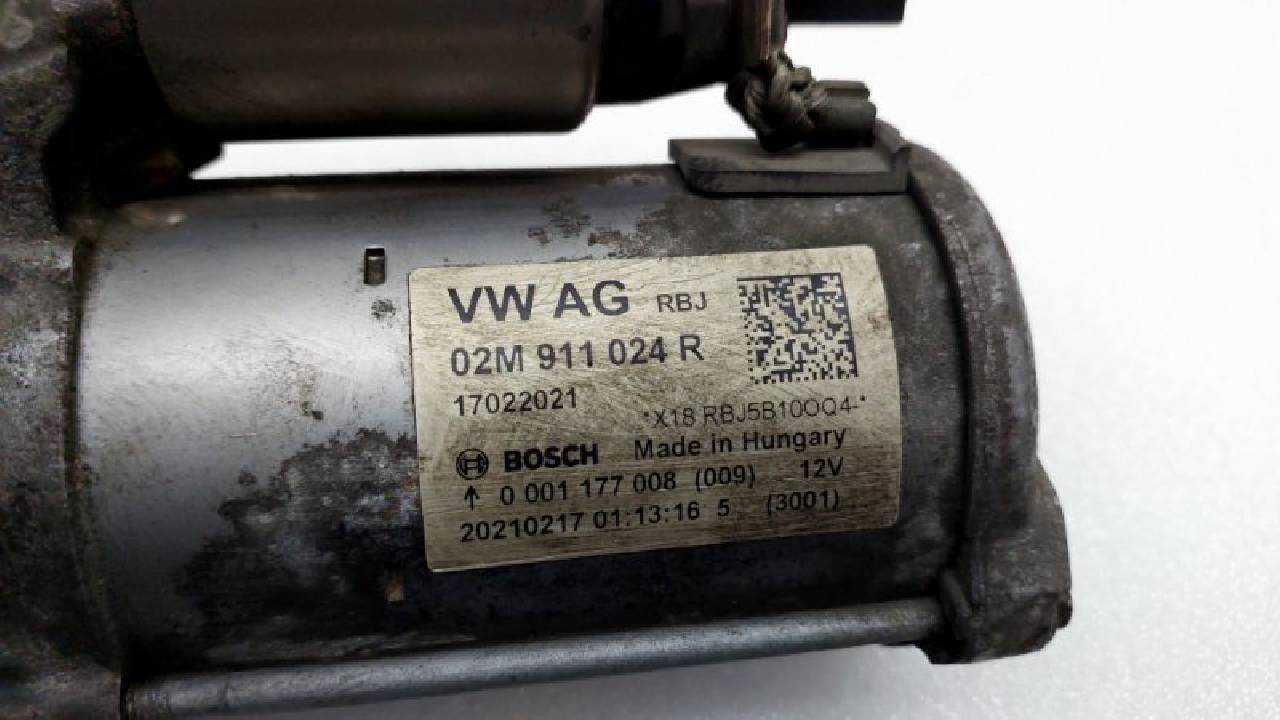 VW AG RBJ
02M 911 024 R
17022021
*X18 RBJ5B10OQ4-*
BOSCH Made in Hungary
↑ 0 001 177 008 (009) 12V
20210217 01:13:16 5 (3001)